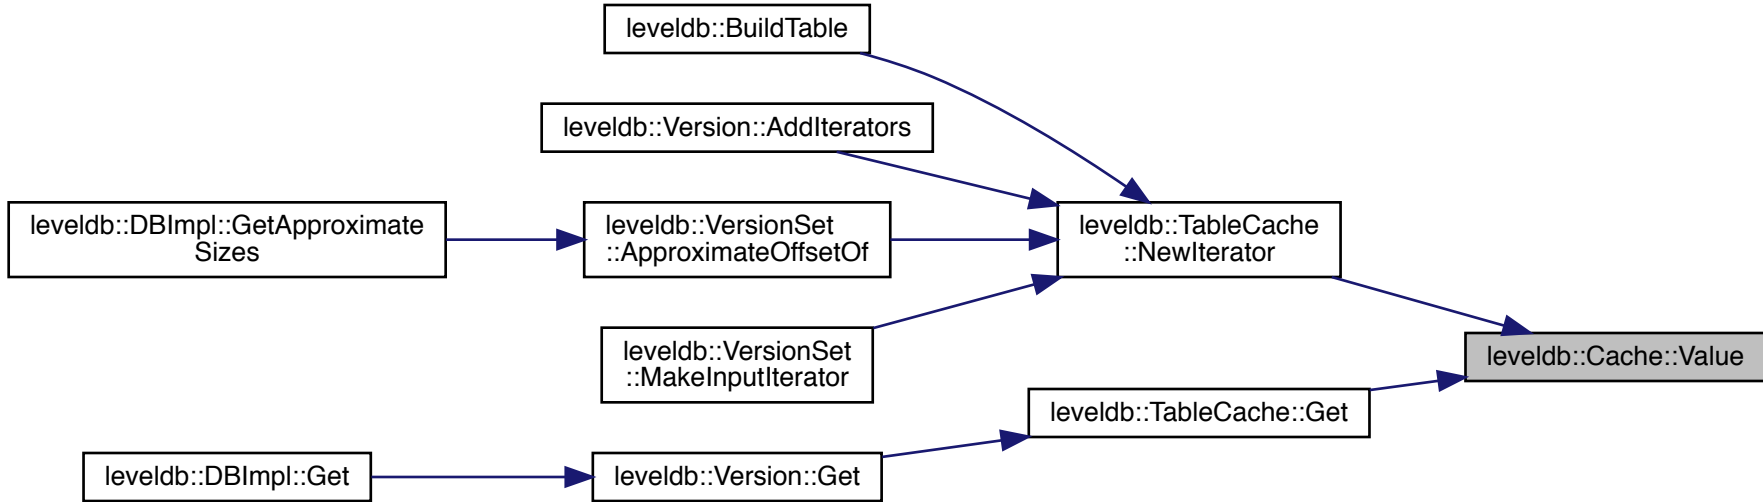 leveldb::BuildTable
leveldb::Version::AddIterators
leveldb::DBImpl::GetApproximate
Sizes
leveldb::VersionSet
::ApproximateOffsetOf
leveldb::TableCache
::NewIterator
leveldb::VersionSet
::MakeInputIterator
leveldb::Cache::Value
leveldb::TableCache::Get
leveldb::DBImpl::Get
leveldb::Version::Get